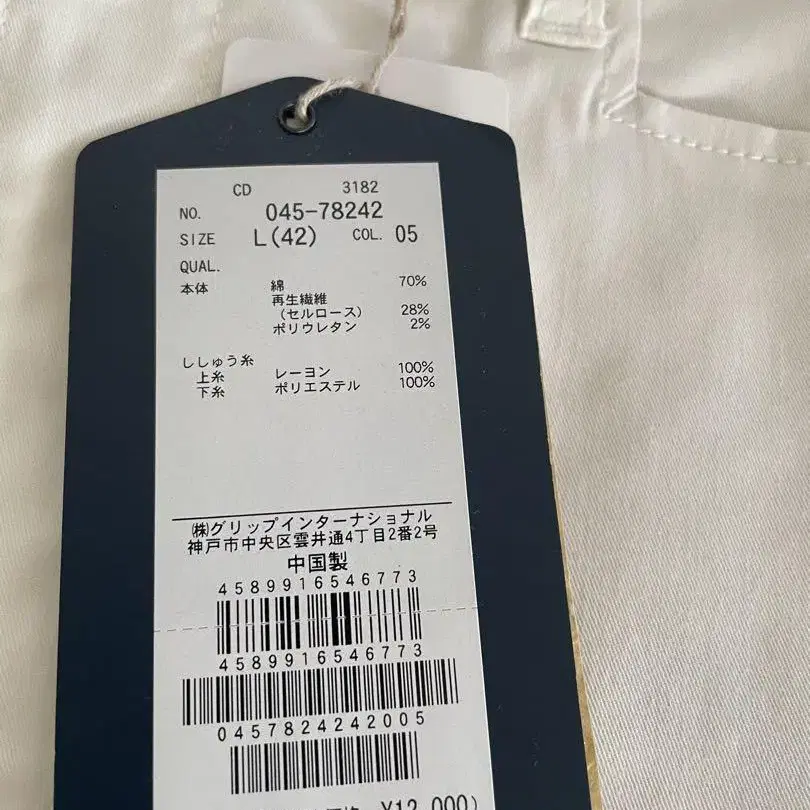 CD 3182
NO. 045-78242
SIZE L(42) COL. 05
QUAL.
本体 綿 70%
再生繊維
(セルロース) 28%
ポリウレタン 2%
ししゅう糸
上糸 レーヨン 100%
下糸 ポリエステル 100%
㈱グリップインターナショナル
神戸市中央区雲井通4丁目2番2号
中国製
4589916546773
4589916546773
0457824242005
¥12,000)